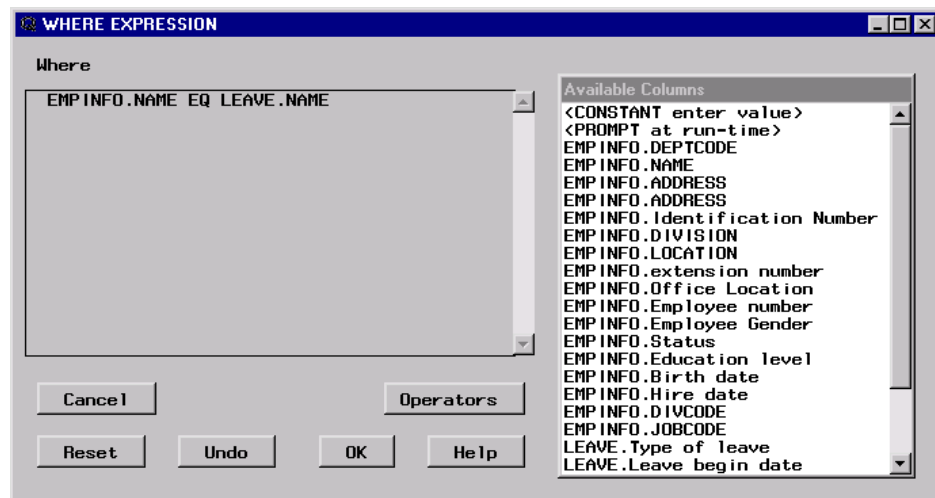 WHERE EXPRESSION
Where
EMPINFO.NAME EQ LEAVE.NAME
Cancel
Operators
Reset
Undo
OK
Help
Available Columns
<CONSTANT enter value>
<PROMPT at run-time>
EMPINFO.DEPTCODE
EMPINFO.NAME
EMPINFO.ADDRESS
EMPINFO.ADDRESS
EMPINFO.Identification Number
EMPINFO.DIVISION
EMPINFO.LOCATION
EMPINFO.extension number
EMPINFO.Office Location
EMPINFO.Employee number
EMPINFO.Employee Gender
EMPINFO.Status
EMPINFO.Education level
EMPINFO.Birth date
EMPINFO.Hire date
EMPINFO.DIVCODE
EMPINFO.JOBCODE
LEAVE.Type of leave
LEAVE.Leave begin date